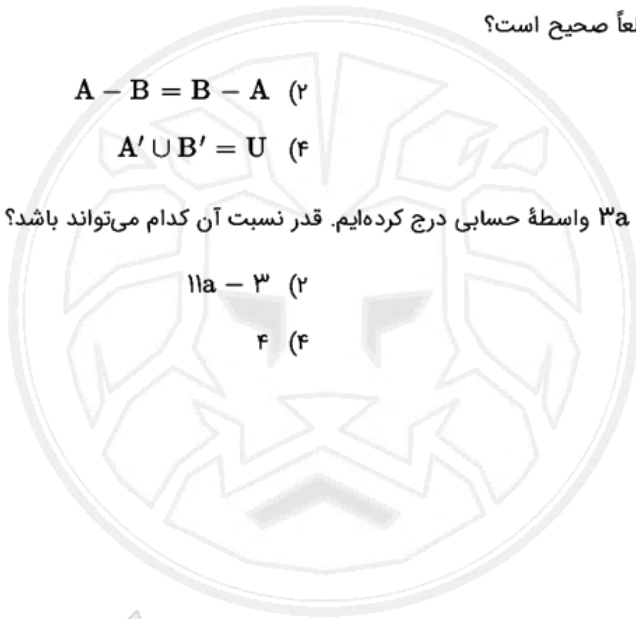 صحیح است؟
۲) A − B = B − A
۴) A′ ∪ B′ = U
۳a واسطهٔ حسابی درج کرده‌ایم. قدر نسبت آن کدام می‌تواند باشد؟
۲) ۱۱a − ۳
۴) ۴